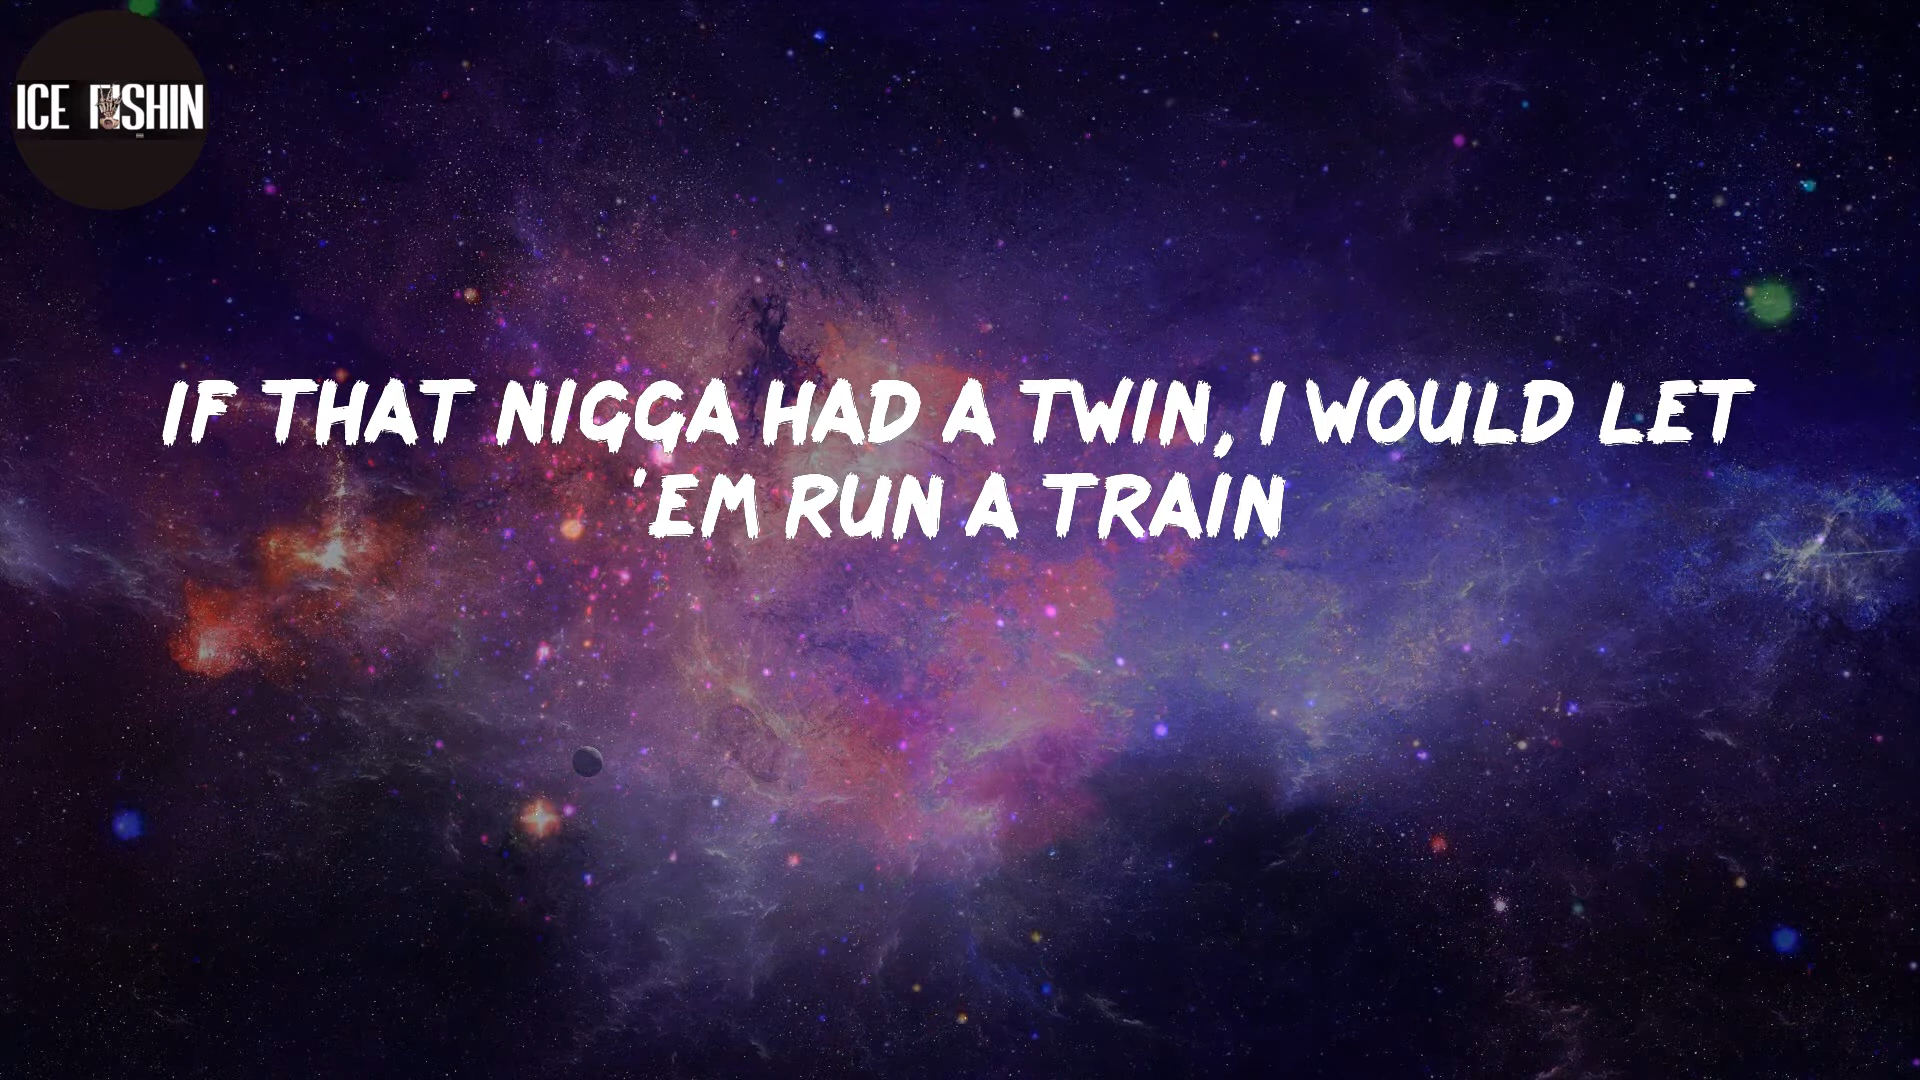 ICE FISHIN
IF THAT NIGGA HAD A TWIN, I WOULD LET
'EM RUN A TRAIN